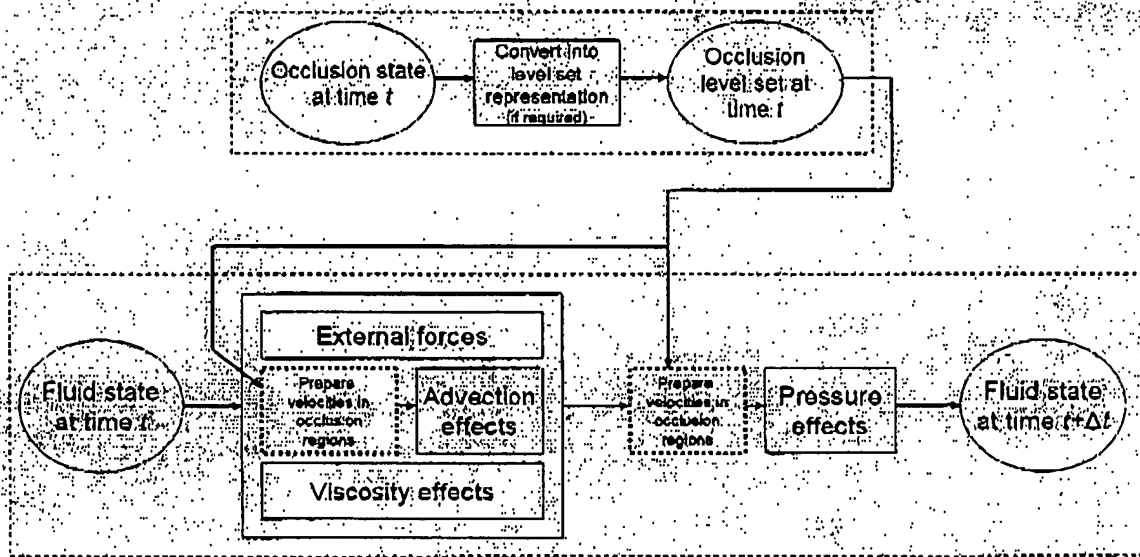 Occlusion state
at time t
Convert into
level set
representation
(if required)
Occlusion
level set at
time t
External forces
Fluid state
at time t
Prepare
velocities in
occlusion
regions
Advection
effects
Viscosity effects
Prepare
velocities in
occlusion
regions
Pressure
effects
Fluid state
at time t+Δt